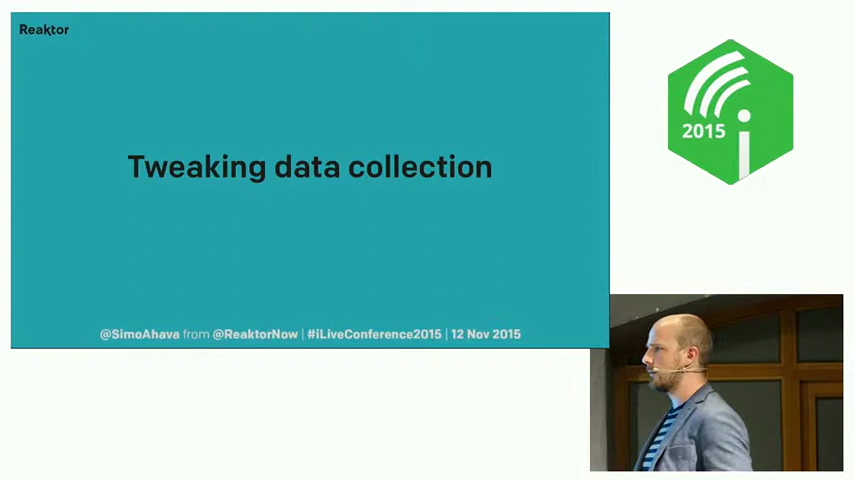 Reaktor
2015
Tweaking data collection
@SimoAhava from @ReaktorNow | #iLiveConference2015 | 12 Nov 2015